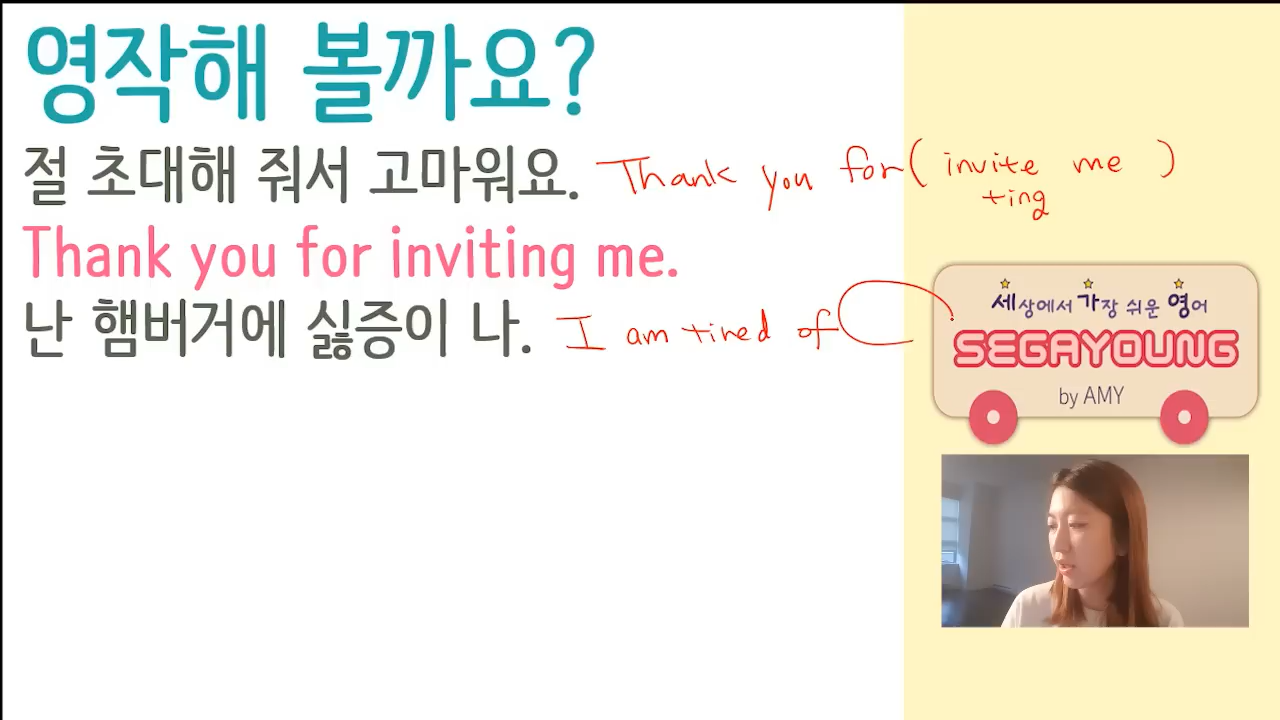 영작해 볼까요?
절 초대해 줘서 고마워요. Thank you for ( invite me )
ting
Thank you for inviting me.
난 햄버거에 싫증이 나. I am tired of
세상에서 가장 쉬운 영어
SEGAYOUNG
by AMY